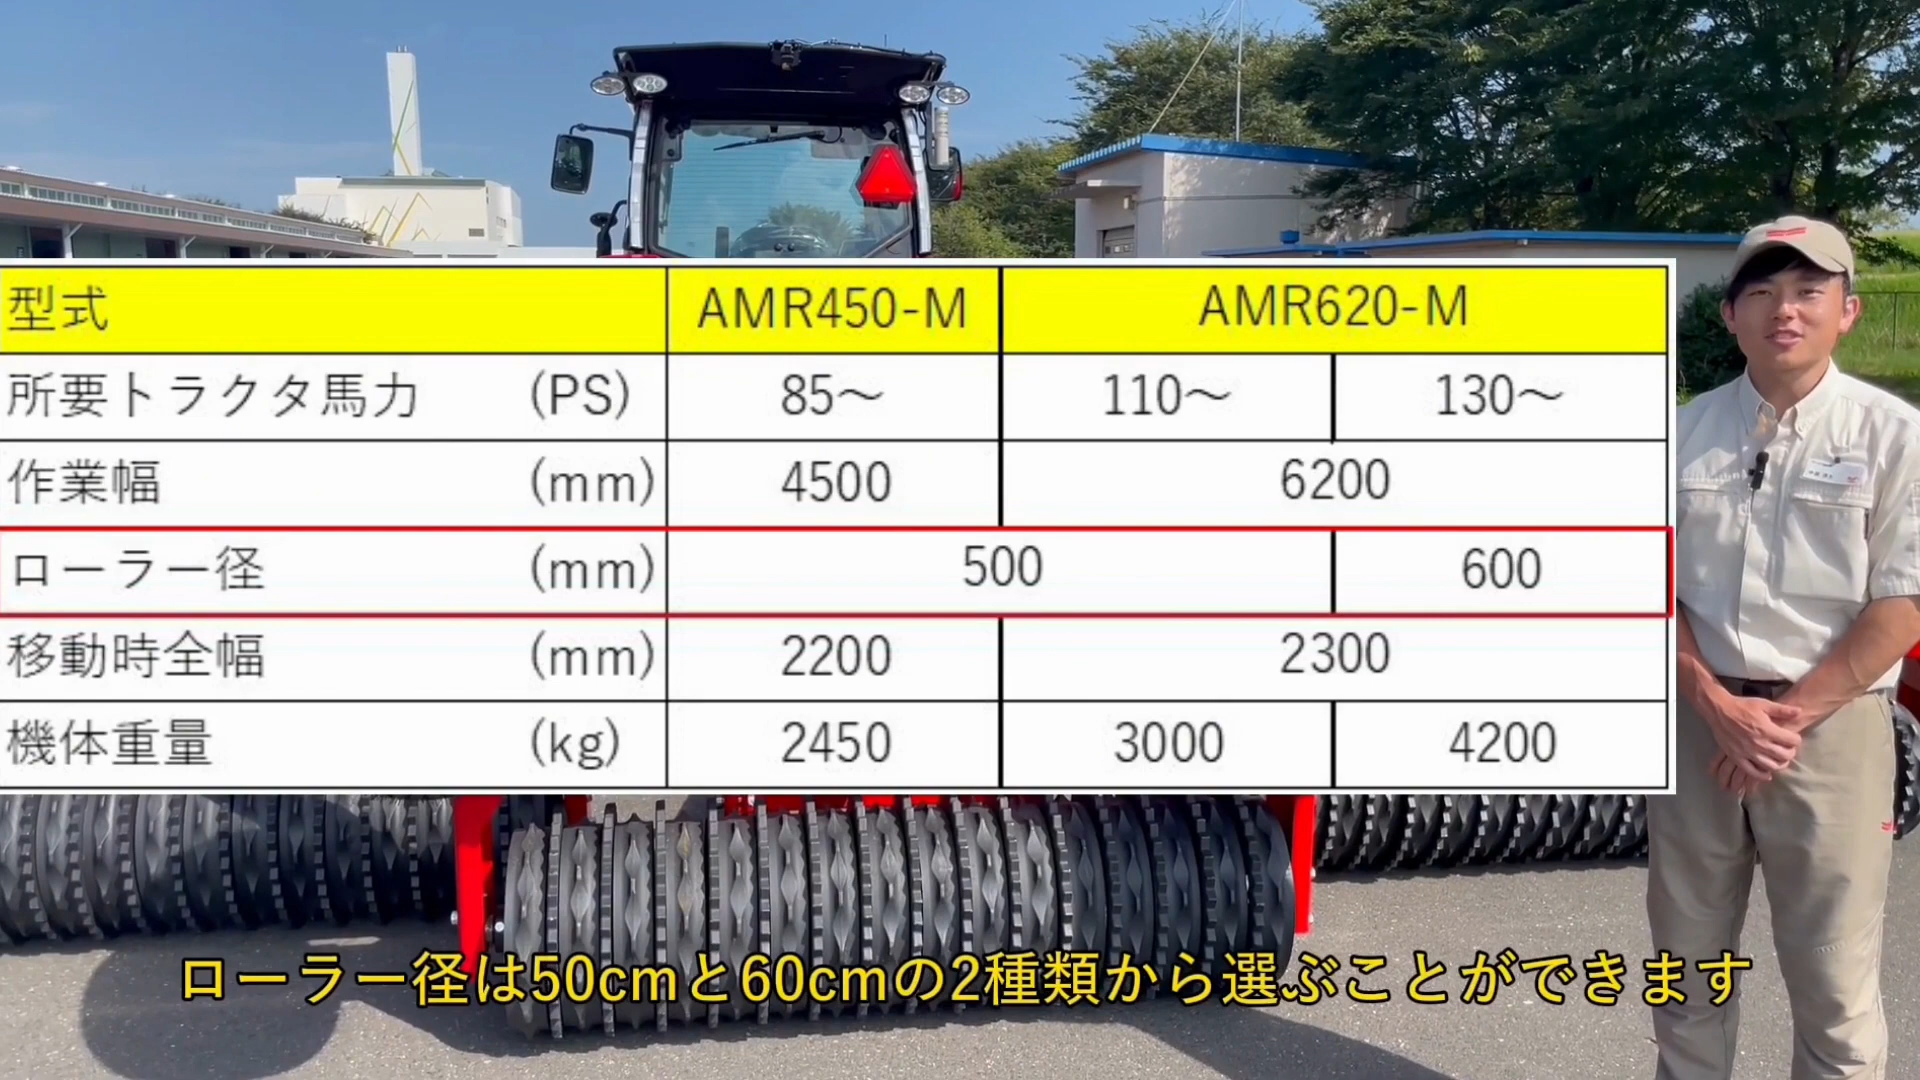 型式 AMR450-M AMR620-M
所要トラクタ馬力 (PS) 85～ 110～ 130～
作業幅 (mm) 4500 6200
ローラー径 (mm) 500 600
移動時全幅 (mm) 2200 2300
機体重量 (kg) 2450 3000 4200
ローラー径は50cmと60cmの2種類から選ぶことができます